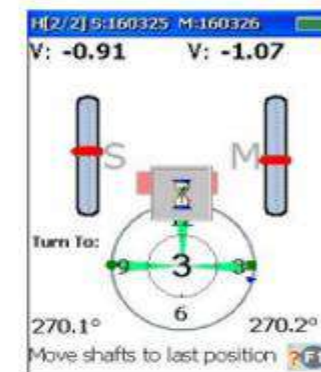 H[2/2] S:160325 M:160326
V: -0.91 V: -1.07
S M
Turn To:
9 3 3
6
270.1° 270.2°
Move shafts to last position ?F1